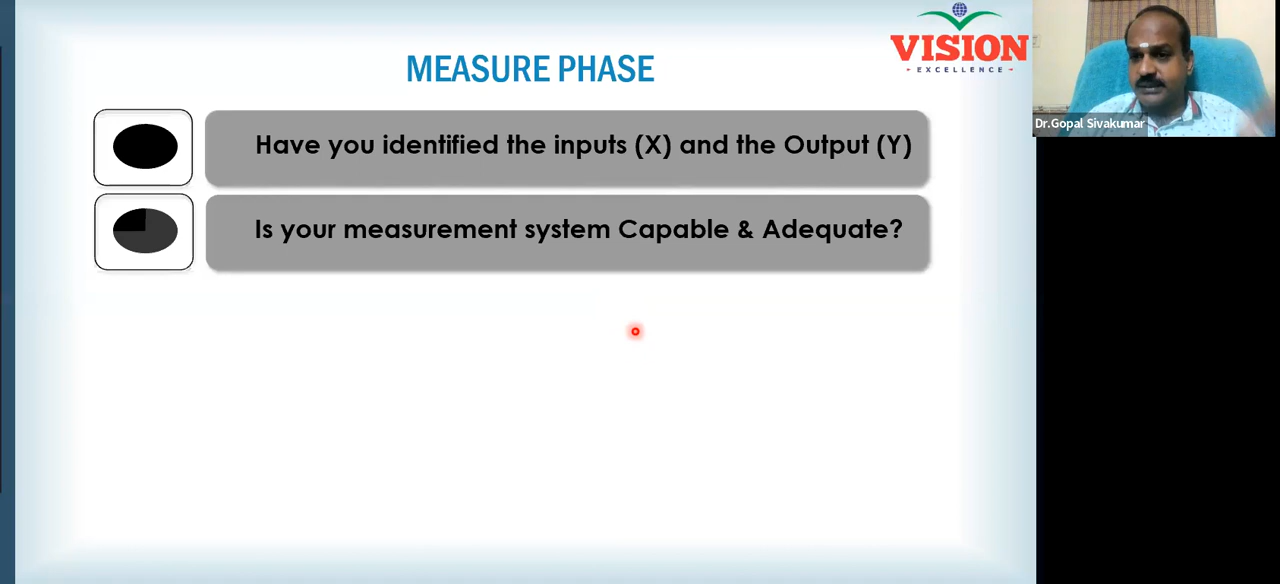 VISION
- EXCELLENCE -
MEASURE PHASE
Have you identified the inputs (X) and the Output (Y)
Is your measurement system Capable & Adequate?
Dr.Gopal Sivakumar